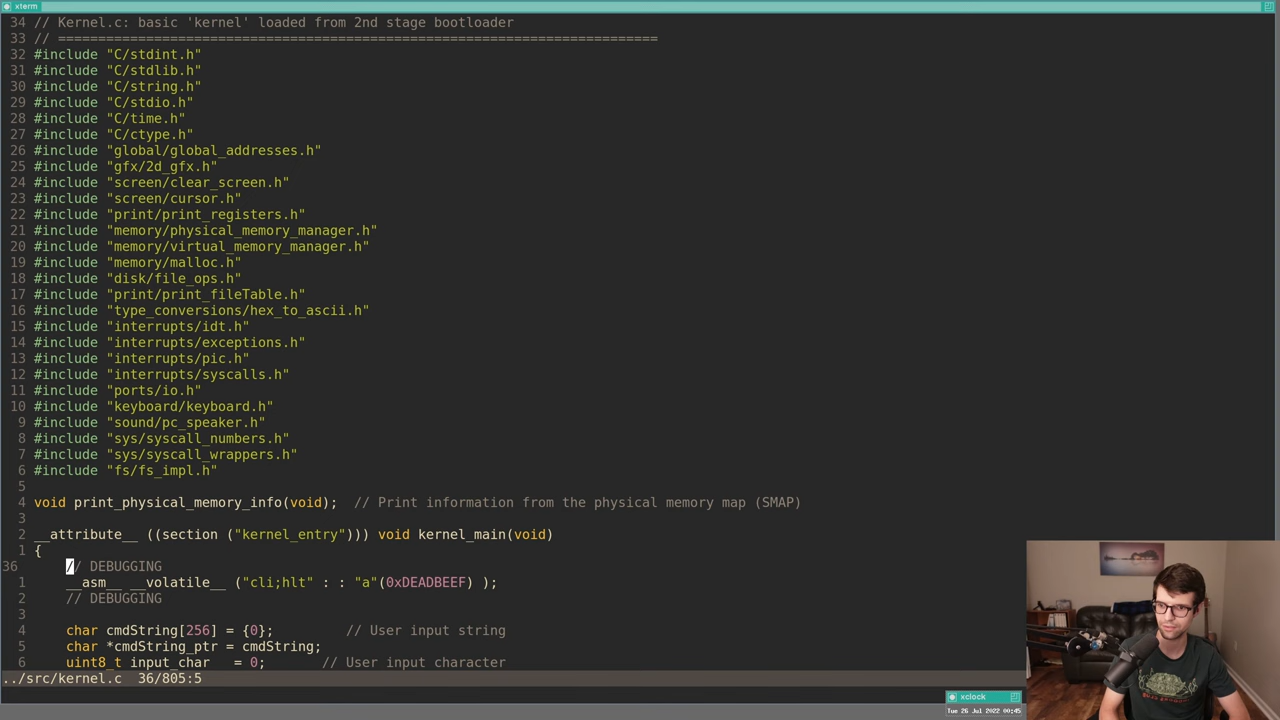 xterm
34 // Kernel.c: basic 'kernel' loaded from 2nd stage bootloader
33 // ===========================================================================
32 #include "C/stdint.h"
31 #include "C/stdlib.h"
30 #include "C/string.h"
29 #include "C/stdio.h"
28 #include "C/time.h"
27 #include "C/ctype.h"
26 #include "global/global_addresses.h"
25 #include "gfx/2d_gfx.h"
24 #include "screen/clear_screen.h"
23 #include "screen/cursor.h"
22 #include "print/print_registers.h"
21 #include "memory/physical_memory_manager.h"
20 #include "memory/virtual_memory_manager.h"
19 #include "memory/malloc.h"
18 #include "disk/file_ops.h"
17 #include "print/print_fileTable.h"
16 #include "type_conversions/hex_to_ascii.h"
15 #include "interrupts/idt.h"
14 #include "interrupts/exceptions.h"
13 #include "interrupts/pic.h"
12 #include "interrupts/syscalls.h"
11 #include "ports/io.h"
10 #include "keyboard/keyboard.h"
9 #include "sound/pc_speaker.h"
8 #include "sys/syscall_numbers.h"
7 #include "sys/syscall_wrappers.h"
6 #include "fs/fs_impl.h"
5
4 void print_physical_memory_info(void);  // Print information from the physical memory map (SMAP)
3
2 __attribute__ ((section ("kernel_entry"))) void kernel_main(void)
1 {
36     // DEBUGGING
1     __asm__ __volatile__ ("cli;hlt" : : "a"(0xDEADBEEF) );
2     // DEBUGGING
3
4     char cmdString[256] = {0};         // User input string
5     char *cmdString_ptr = cmdString;
6     uint8_t input_char   = 0;       // User input character
../src/kernel.c  36/805:5
xclock
Tue 26 Jul 2022 00:45